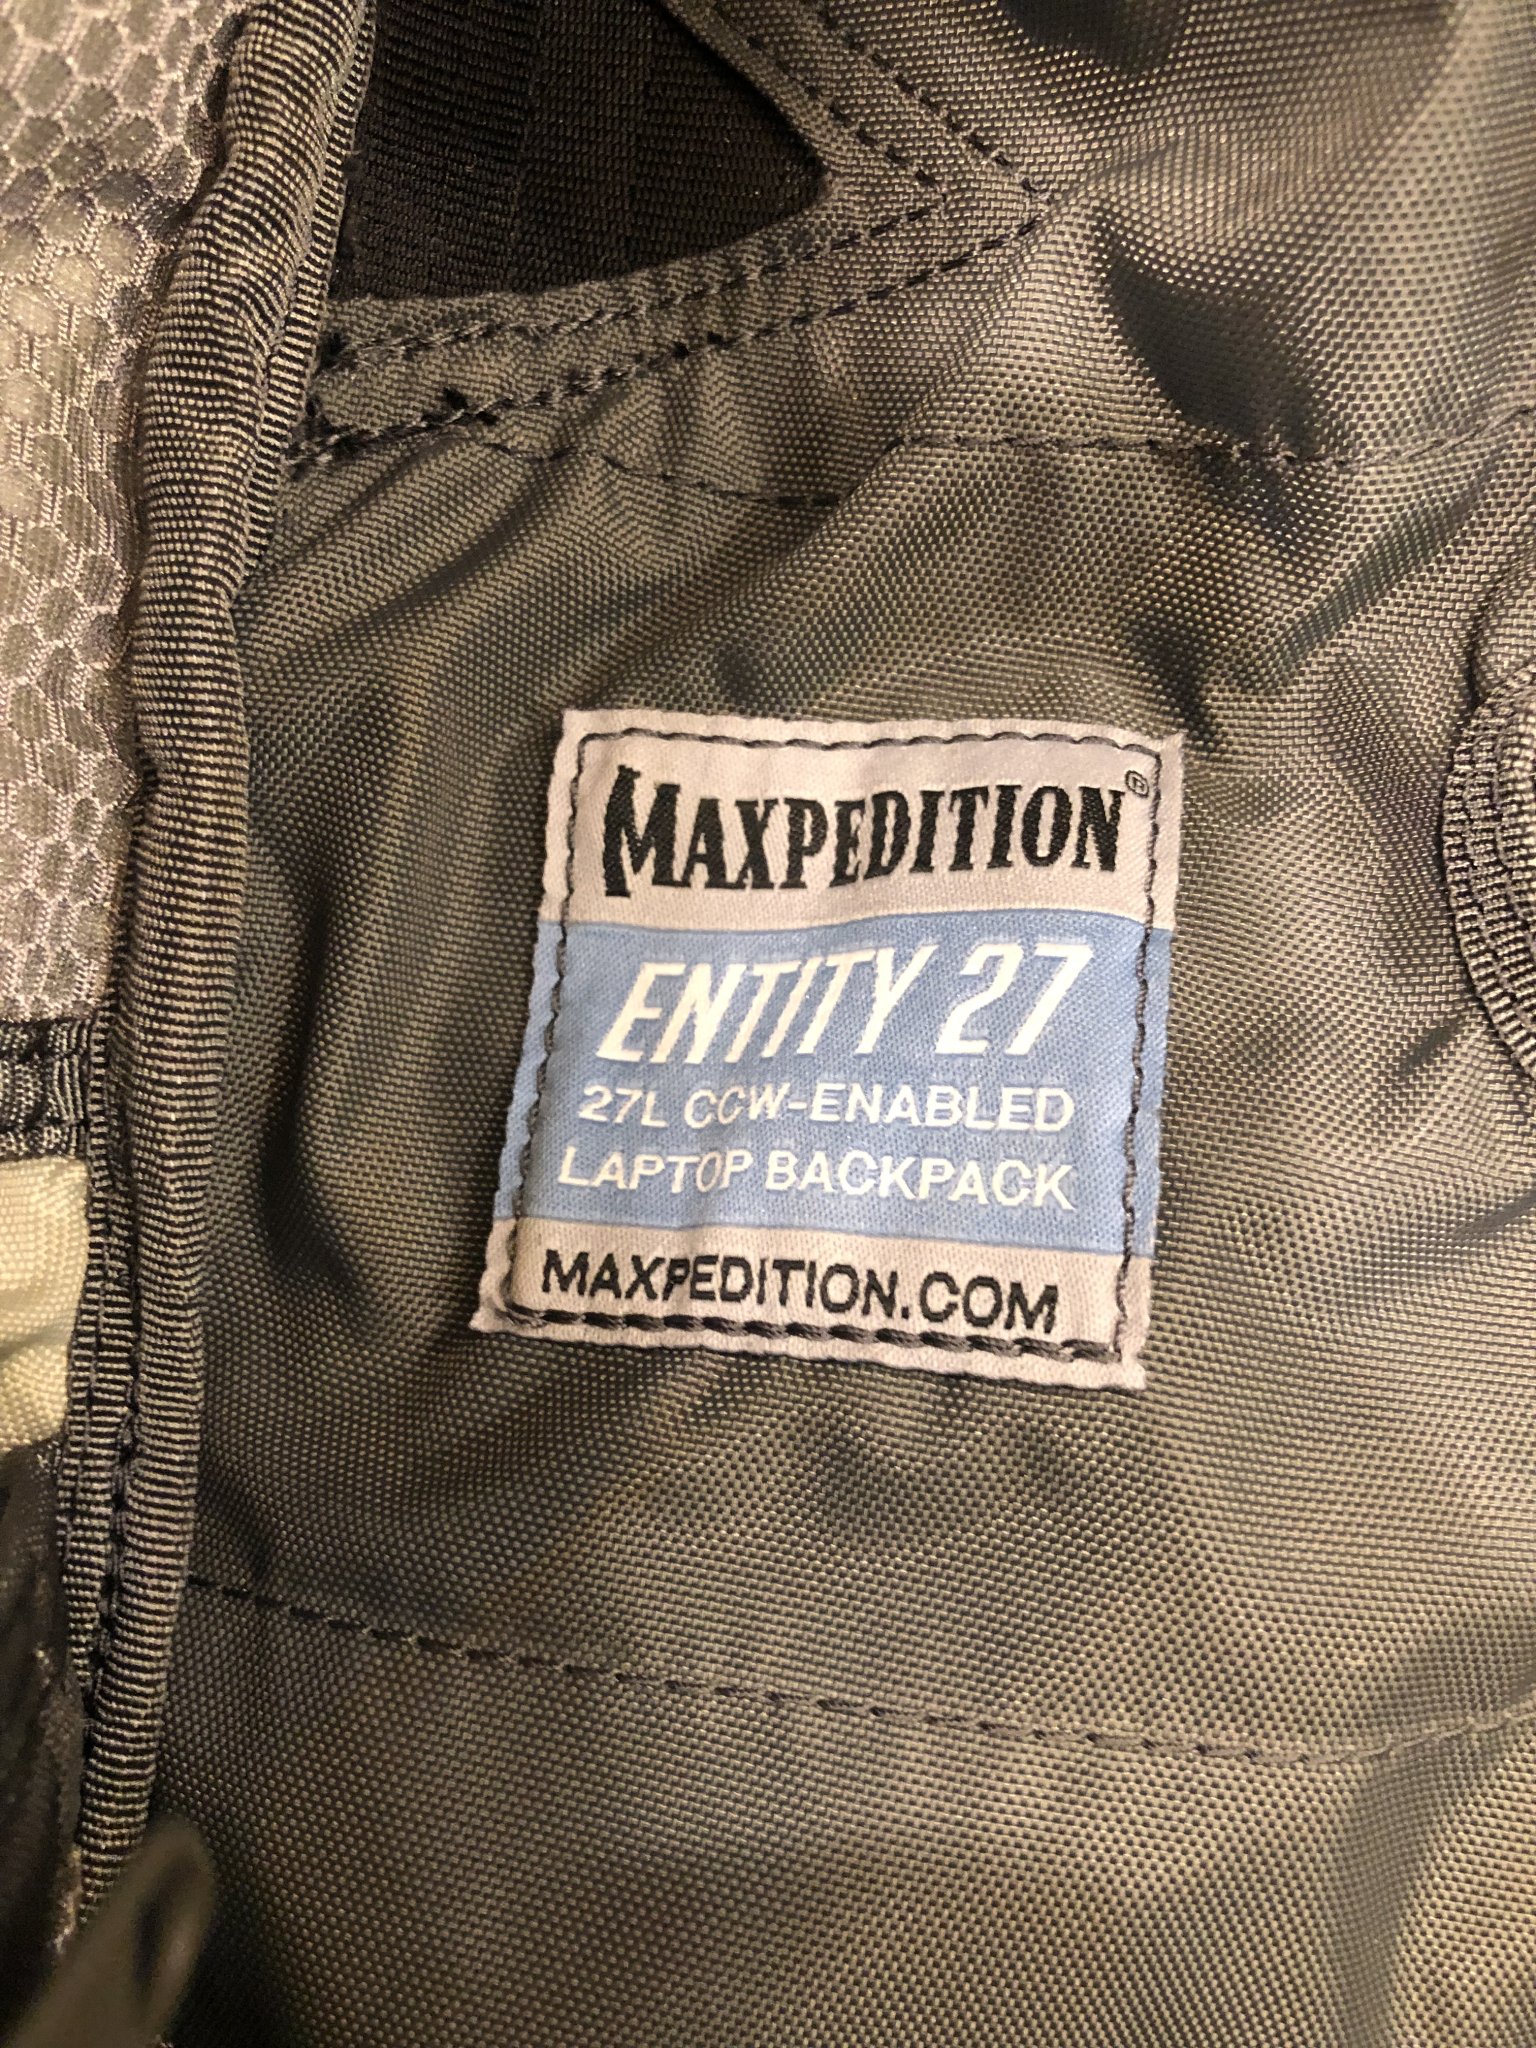 MAXPEDITION®
ENTITY 27
27L CCW-ENABLED
LAPTOP BACKPACK
MAXPEDITION.COM